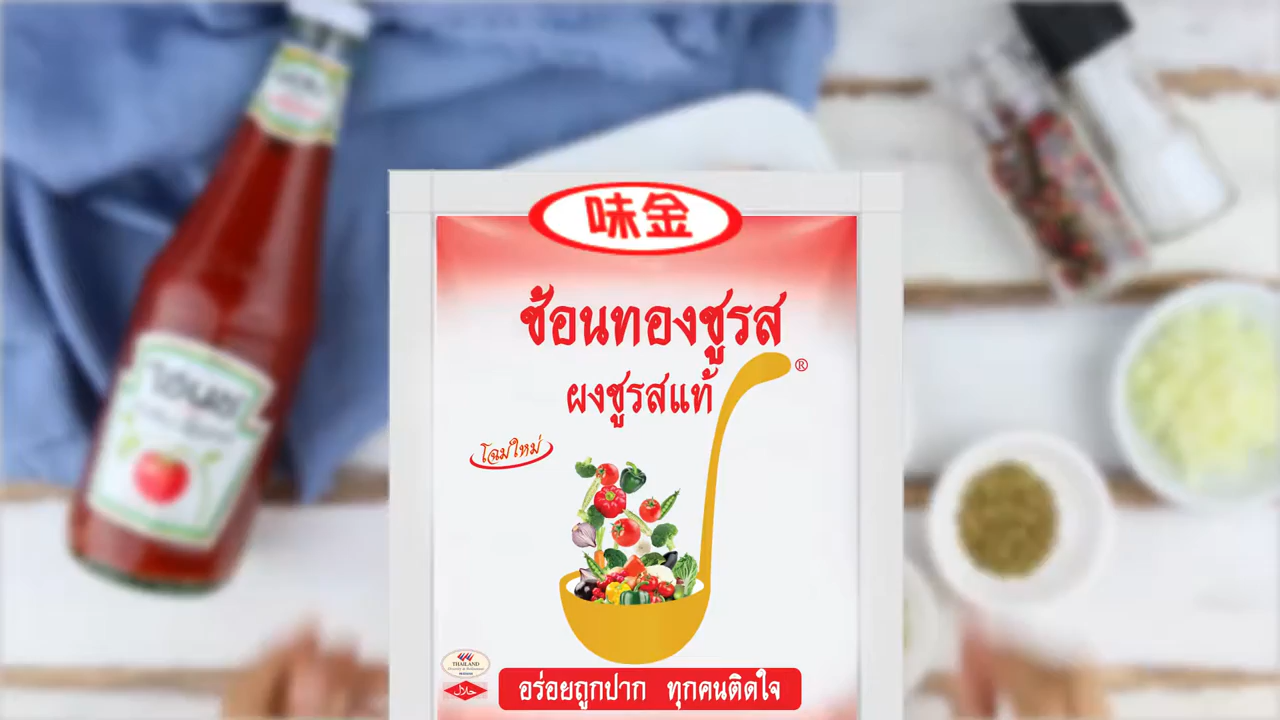 味金
ช้อนทองชูรส
®
ผงชูรสแท้
โฉมใหม่
THAILAND
حلال
อร่อยถูกปาก ทุกคนติดใจ